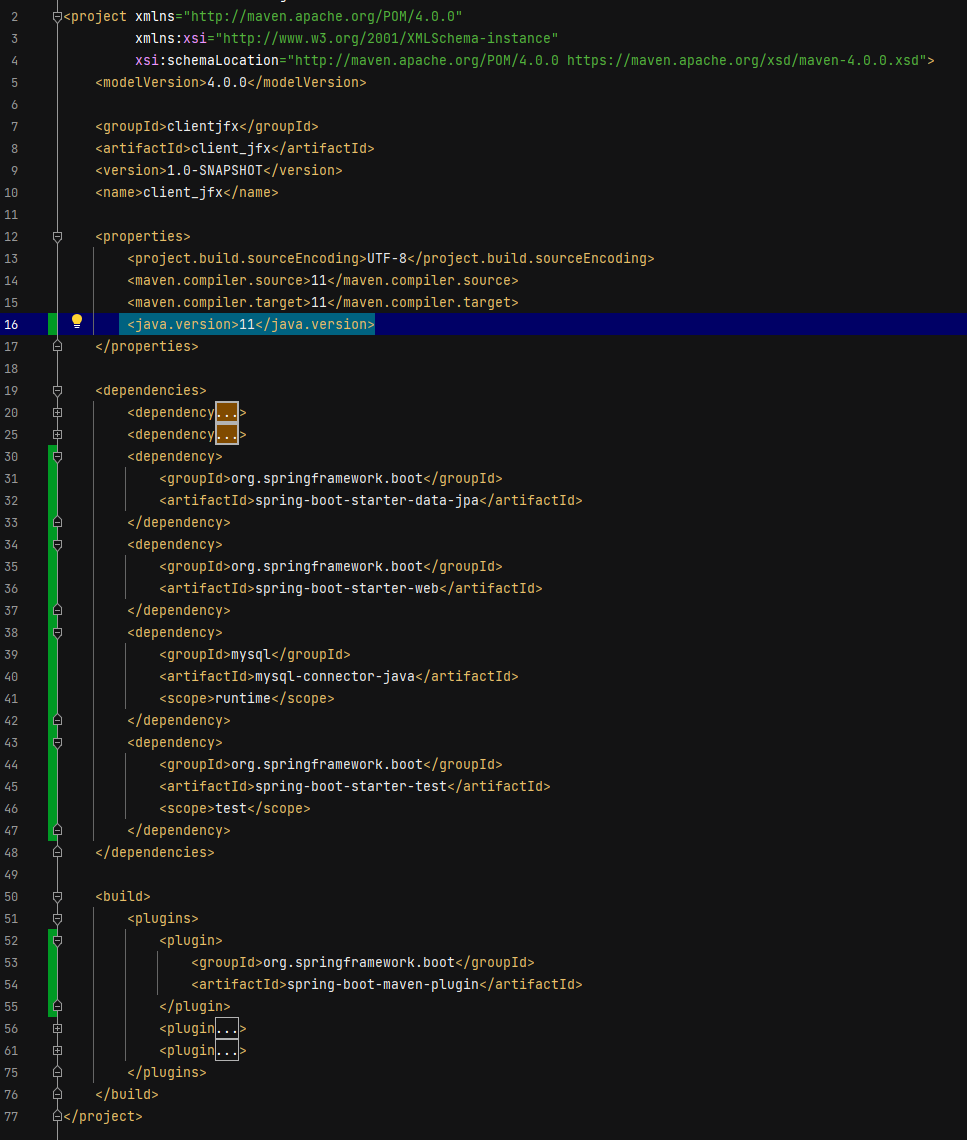 2 <project xmlns="http://maven.apache.org/POM/4.0.0"
3 xmlns:xsi="http://www.w3.org/2001/XMLSchema-instance"
4 xsi:schemaLocation="http://maven.apache.org/POM/4.0.0 https://maven.apache.org/xsd/maven-4.0.0.xsd">
5 <modelVersion>4.0.0</modelVersion>
6
7 <groupId>clientjfx</groupId>
8 <artifactId>client_jfx</artifactId>
9 <version>1.0-SNAPSHOT</version>
10 <name>client_jfx</name>
11
12 <properties>
13 <project.build.sourceEncoding>UTF-8</project.build.sourceEncoding>
14 <maven.compiler.source>11</maven.compiler.source>
15 <maven.compiler.target>11</maven.compiler.target>
16 <java.version>11</java.version>
17 </properties>
18
19 <dependencies>
20 <dependency...>
25 <dependency...>
30 <dependency>
31 <groupId>org.springframework.boot</groupId>
32 <artifactId>spring-boot-starter-data-jpa</artifactId>
33 </dependency>
34 <dependency>
35 <groupId>org.springframework.boot</groupId>
36 <artifactId>spring-boot-starter-web</artifactId>
37 </dependency>
38 <dependency>
39 <groupId>mysql</groupId>
40 <artifactId>mysql-connector-java</artifactId>
41 <scope>runtime</scope>
42 </dependency>
43 <dependency>
44 <groupId>org.springframework.boot</groupId>
45 <artifactId>spring-boot-starter-test</artifactId>
46 <scope>test</scope>
47 </dependency>
48 </dependencies>
49
50 <build>
51 <plugins>
52 <plugin>
53 <groupId>org.springframework.boot</groupId>
54 <artifactId>spring-boot-maven-plugin</artifactId>
55 </plugin>
56 <plugin...>
61 <plugin...>
75 </plugins>
76 </build>
77 </project>